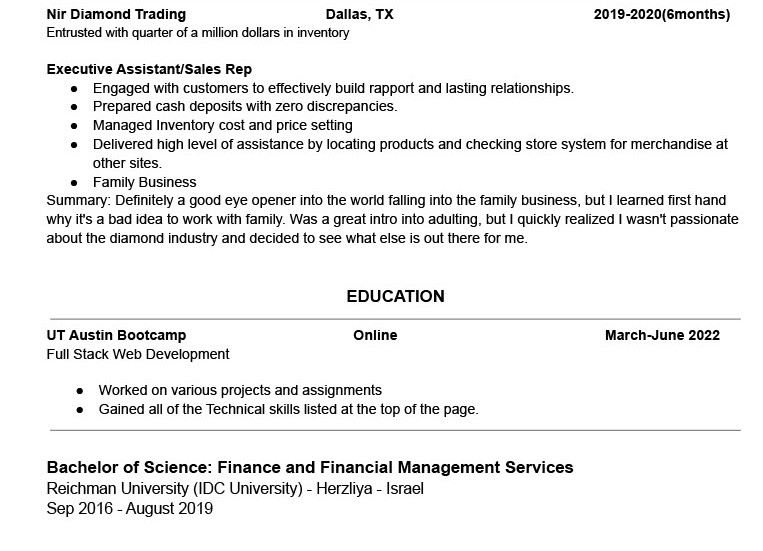 Nir Diamond Trading Dallas, TX 2019-2020(6months)
Entrusted with quarter of a million dollars in inventory
Executive Assistant/Sales Rep
● Engaged with customers to effectively build rapport and lasting relationships.
● Prepared cash deposits with zero discrepancies.
● Managed Inventory cost and price setting
● Delivered high level of assistance by locating products and checking store system for merchandise at
other sites.
● Family Business
Summary: Definitely a good eye opener into the world falling into the family business, but I learned first hand
why it's a bad idea to work with family. Was a great intro into adulting, but I quickly realized I wasn't passionate
about the diamond industry and decided to see what else is out there for me.
EDUCATION
UT Austin Bootcamp Online March-June 2022
Full Stack Web Development
● Worked on various projects and assignments
● Gained all of the Technical skills listed at the top of the page.
Bachelor of Science: Finance and Financial Management Services
Reichman University (IDC University) - Herzliya - Israel
Sep 2016 - August 2019